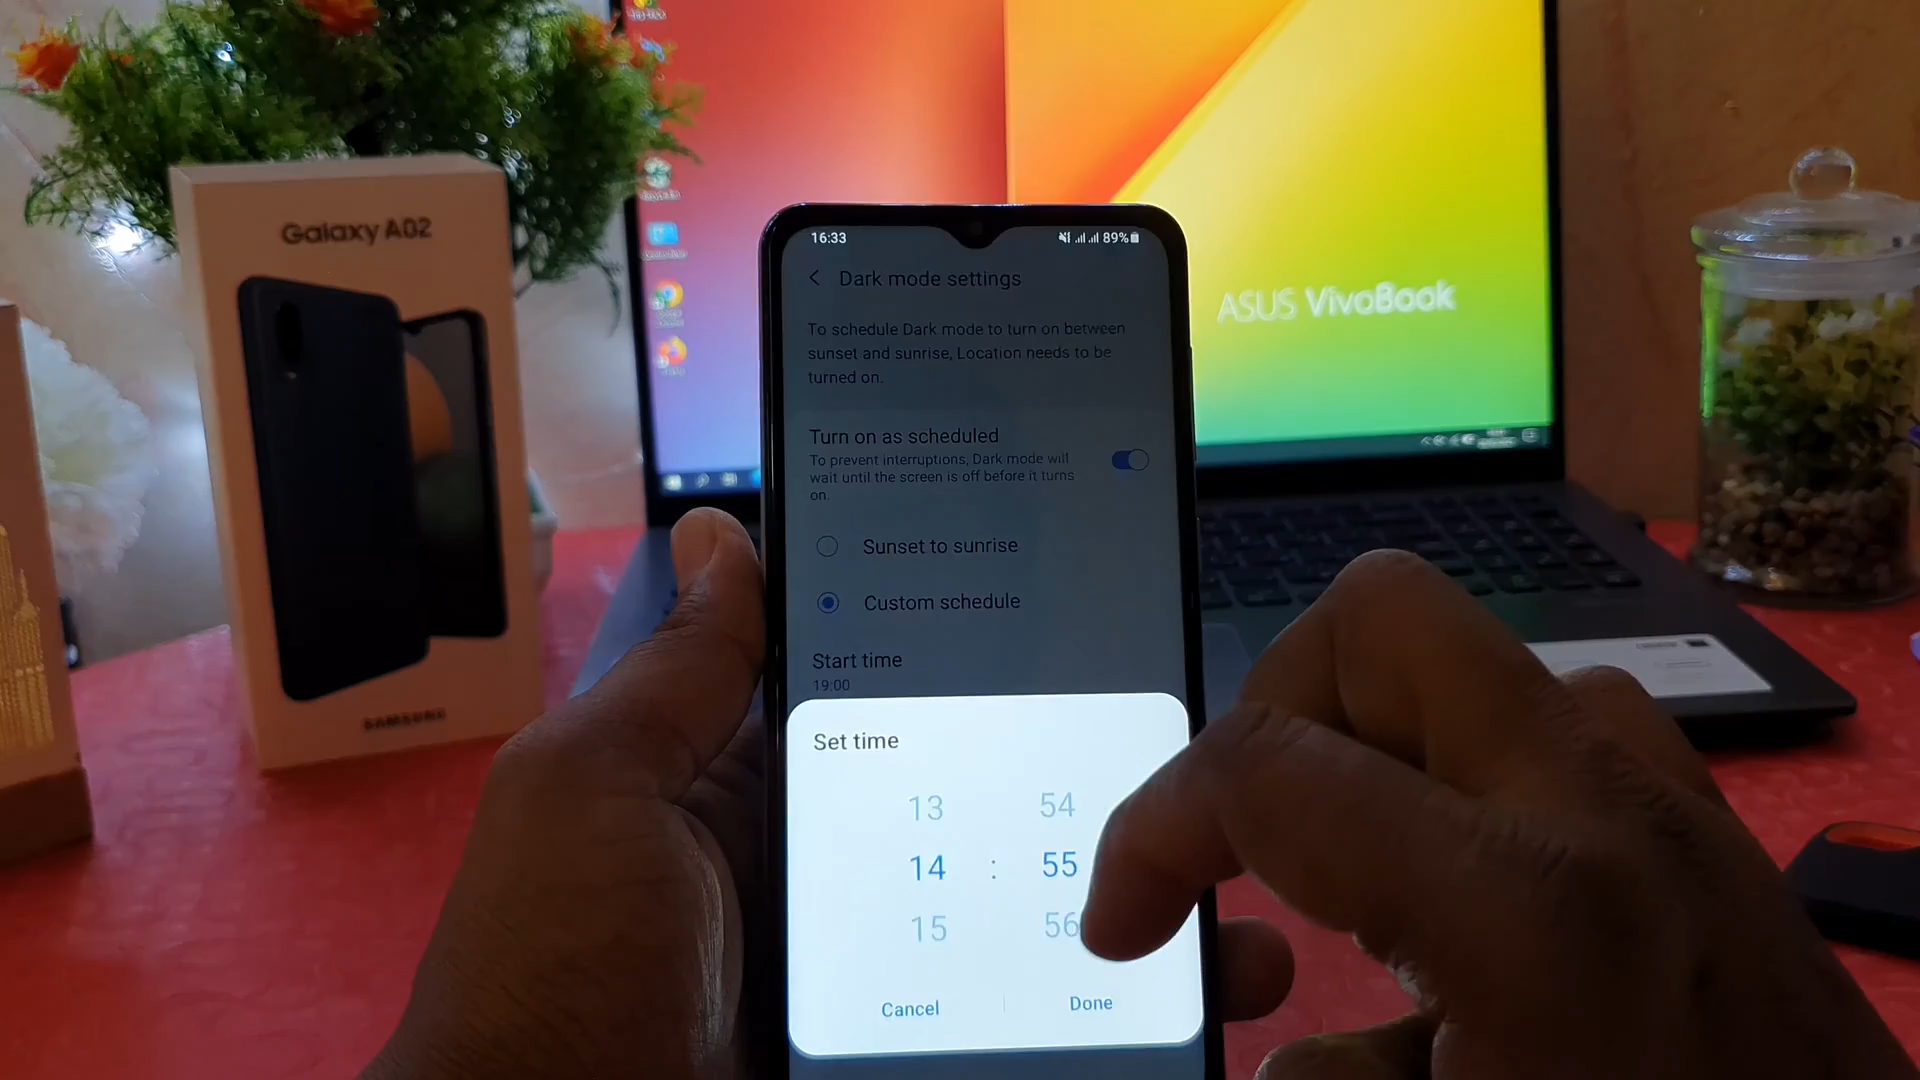 Galaxy A02
SAMSUNG
ASUS VivoBook
16:33
89%
Dark mode settings
To schedule Dark mode to turn on between
sunset and sunrise, Location needs to be
turned on.
Turn on as scheduled
To prevent interruptions, Dark mode will
wait until the screen is off before it turns
on.
Sunset to sunrise
Custom schedule
Start time
19:00
Set time
13 54
14 : 55
15 56
Cancel
Done